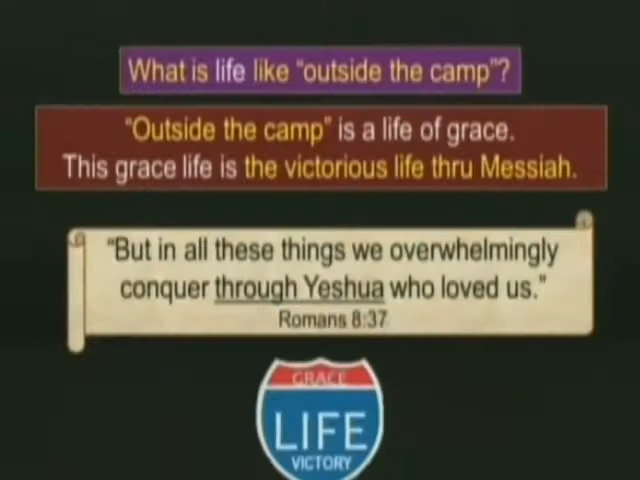 What is life like “outside the camp”?
“Outside the camp” is a life of grace.
This grace life is the victorious life thru Messiah.
“But in all these things we overwhelmingly
conquer through Yeshua who loved us.”
Romans 8:37
GRACE
LIFE
VICTORY